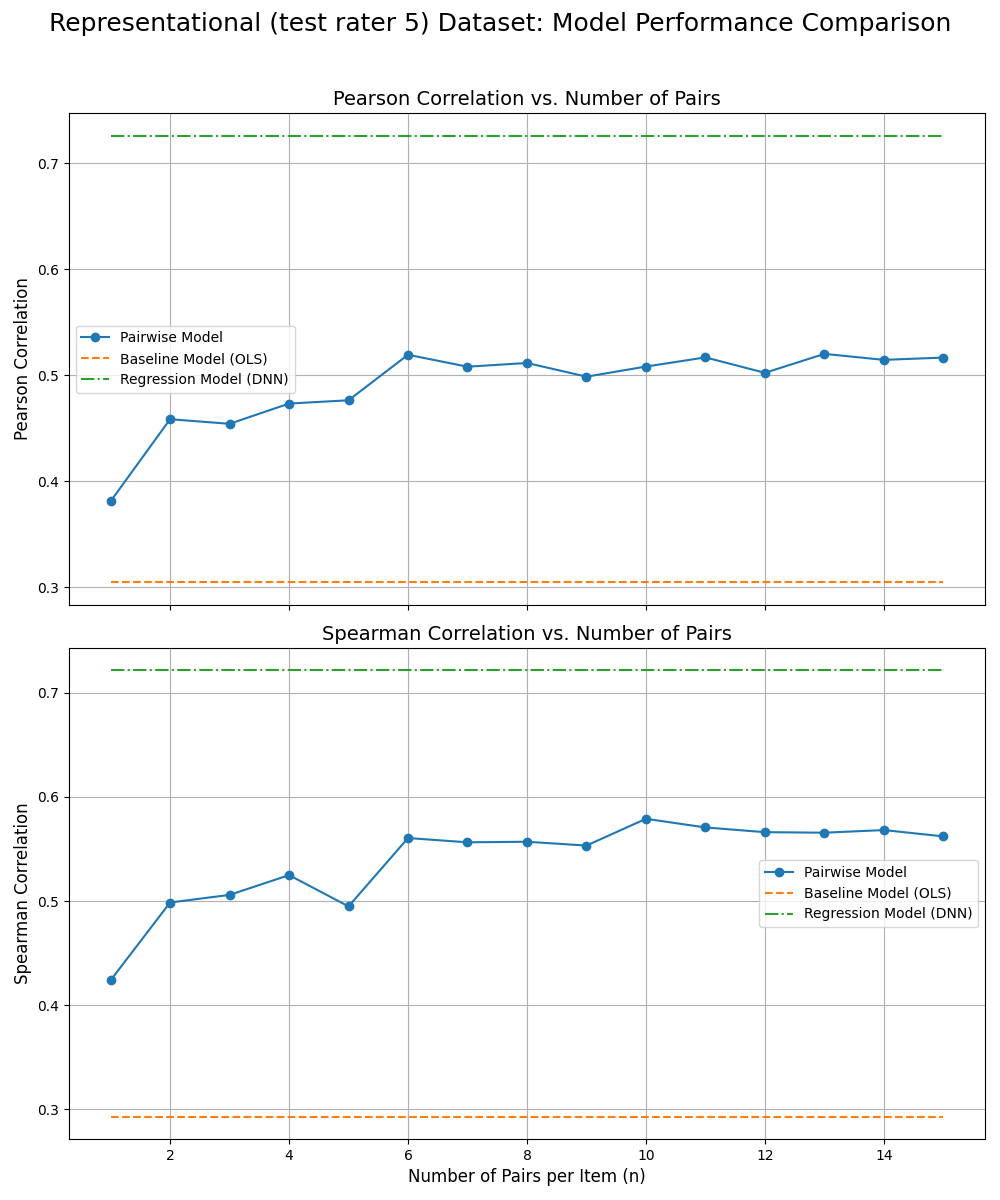 Representational (test rater 5) Dataset: Model Performance Comparison
Pearson Correlation vs. Number of Pairs
Pearson Correlation
0.7
0.6
0.5
0.4
0.3
Pairwise Model
Baseline Model (OLS)
Regression Model (DNN)
Spearman Correlation vs. Number of Pairs
Spearman Correlation
0.7
0.6
0.5
0.4
0.3
Pairwise Model
Baseline Model (OLS)
Regression Model (DNN)
2 4 6 8 10 12 14
Number of Pairs per Item (n)